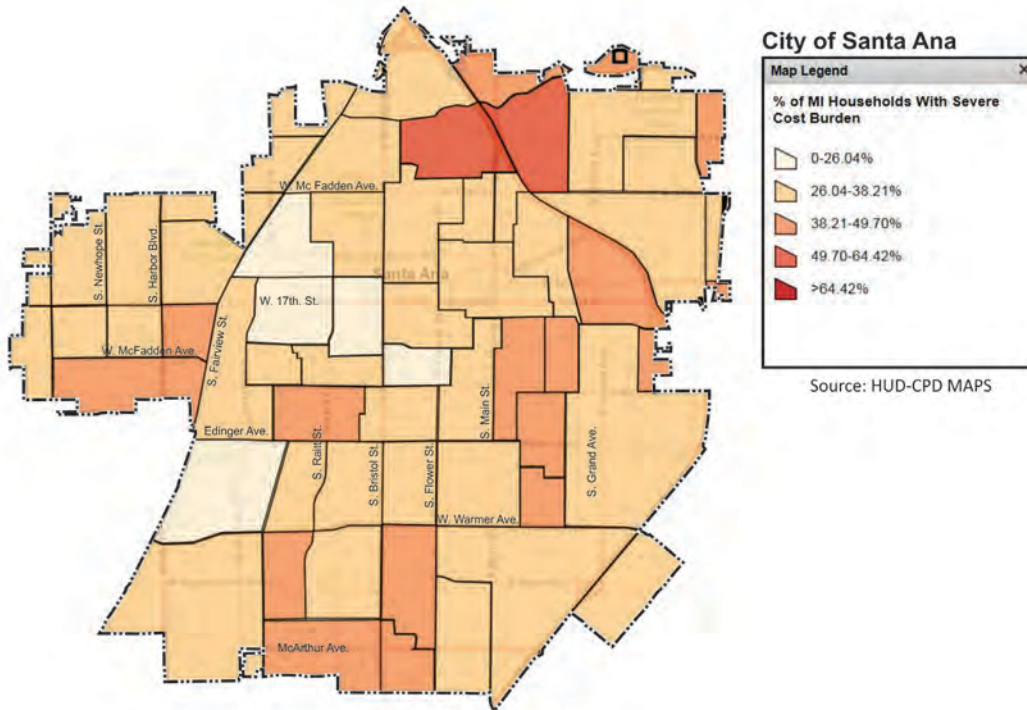 City of Santa Ana
Map Legend ×
% of MI Households With Severe
Cost Burden
0-26.04%
26.04-38.21%
38.21-49.70%
49.70-64.42%
>64.42%
Source: HUD-CPD MAPS
W. Mc Fadden Ave.
S. Newhope St.
S. Harbor Blvd.
Santa Ana
W. 17th. St.
S. Fairview St.
W. McFadden Ave.
S. Main St.
Edinger Ave.
S. Raitt St.
S. Bristol St.
S. Flower St.
S. Grand Ave.
W. Warmer Ave.
McArthur Ave.